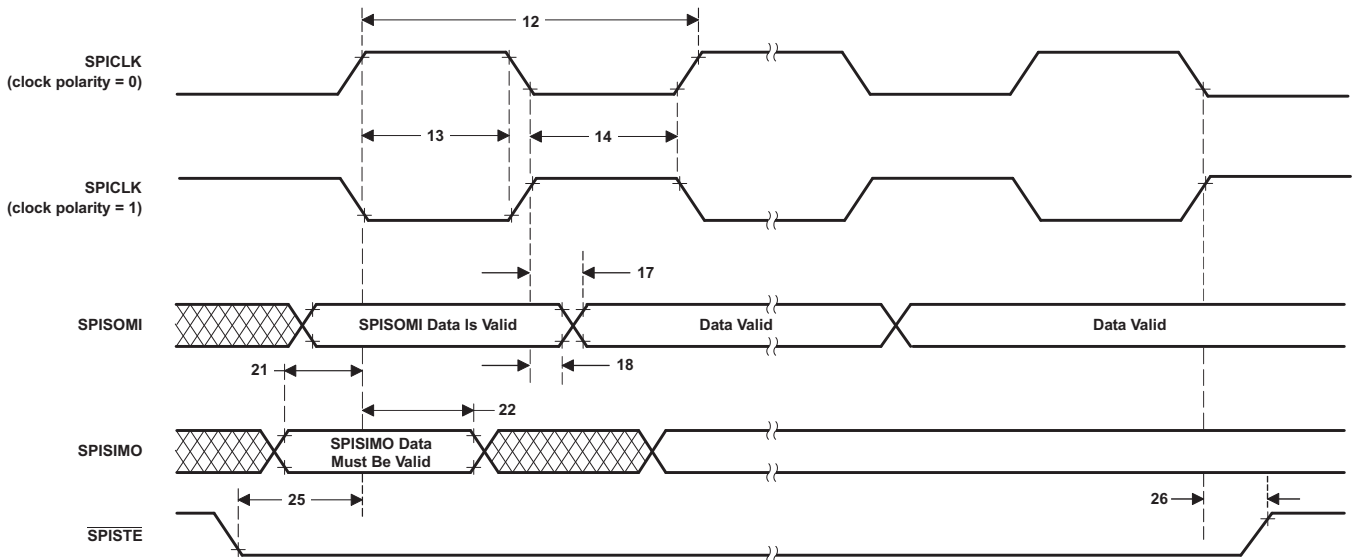 12
SPICLK
(clock polarity = 0)
13
14
SPICLK
(clock polarity = 1)
17
SPISOMI
SPISOMI Data Is Valid
Data Valid
Data Valid
21
18
22
SPISIMO
SPISIMO Data
Must Be Valid
25
26
SPISTE